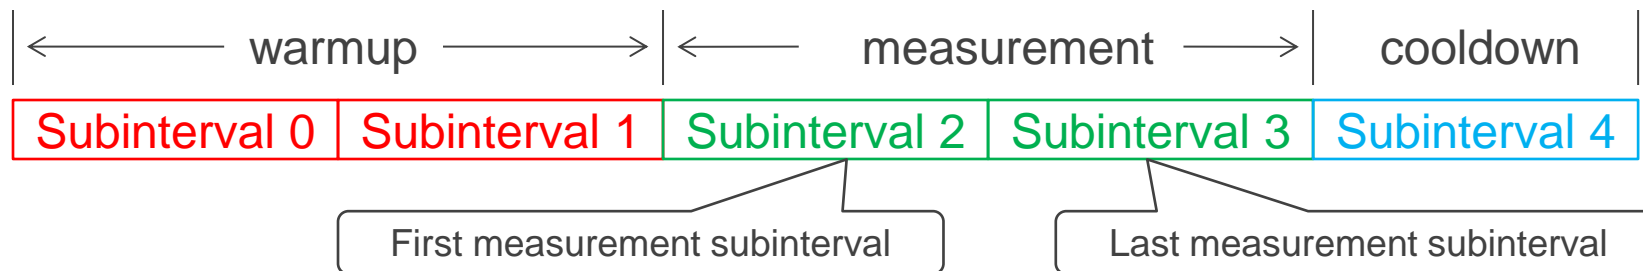 warmup measurement cooldown
Subinterval 0 Subinterval 1 Subinterval 2 Subinterval 3 Subinterval 4
First measurement subinterval Last measurement subinterval